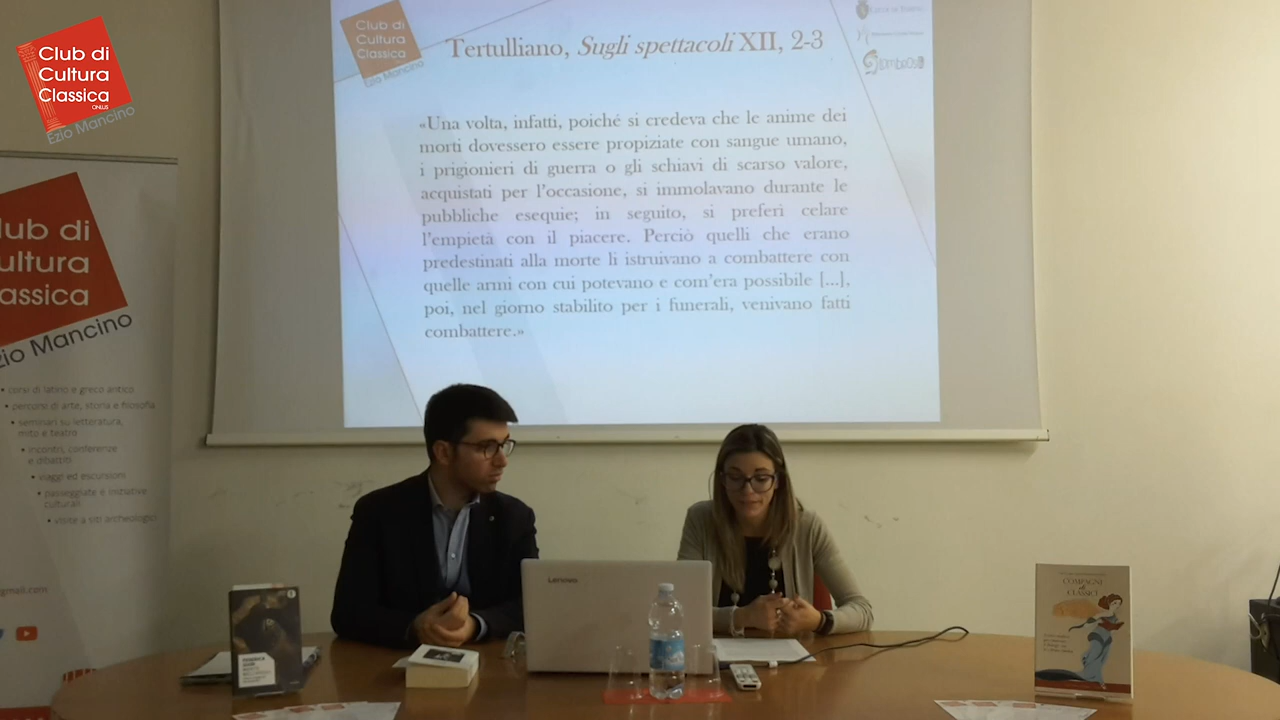 Club di
Cultura
Classica
ONLUS
Ezio Mancino
Club di
Cultura
Classica
Ezio Mancino
Tertulliano, Sugli spettacoli XII, 2-3
«Una volta, infatti, poiché si credeva che le anime dei
morti dovessero essere propiziate con sangue umano,
i prigionieri di guerra o gli schiavi di scarso valore,
acquistati per l'occasione, si immolavano durante le
pubbliche esequie; in seguito, si preferì celare
l'empietà con il piacere. Perciò quelli che erano
predestinati alla morte li istruivano a combattere con
quelle armi con cui potevano e com'era possibile [...],
poi, nel giorno stabilito per i funerali, venivano fatti
combattere.»
lub di
ultura
lassica
zio Mancino
• corsi di latino e greco antico
• percorsi di arte, storia e filosofia
• seminari su letteratura,
mito e teatro
• incontri, conferenze
e dibattiti
• viaggi ed escursioni
• passeggiate e iniziative
culturali
• visite a siti archeologici
gmail.com
Lenovo
COMPAGNI
di
CLASSICI